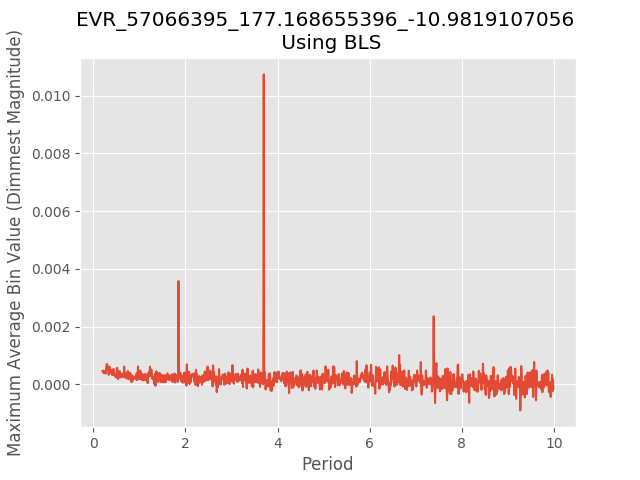 EVR_57066395_177.168655396_-10.9819107056
Using BLS
Maximum Average Bin Value (Dimmest Magnitude)
0.010
0.008
0.006
0.004
0.002
0.000
0 2 4 6 8 10
Period